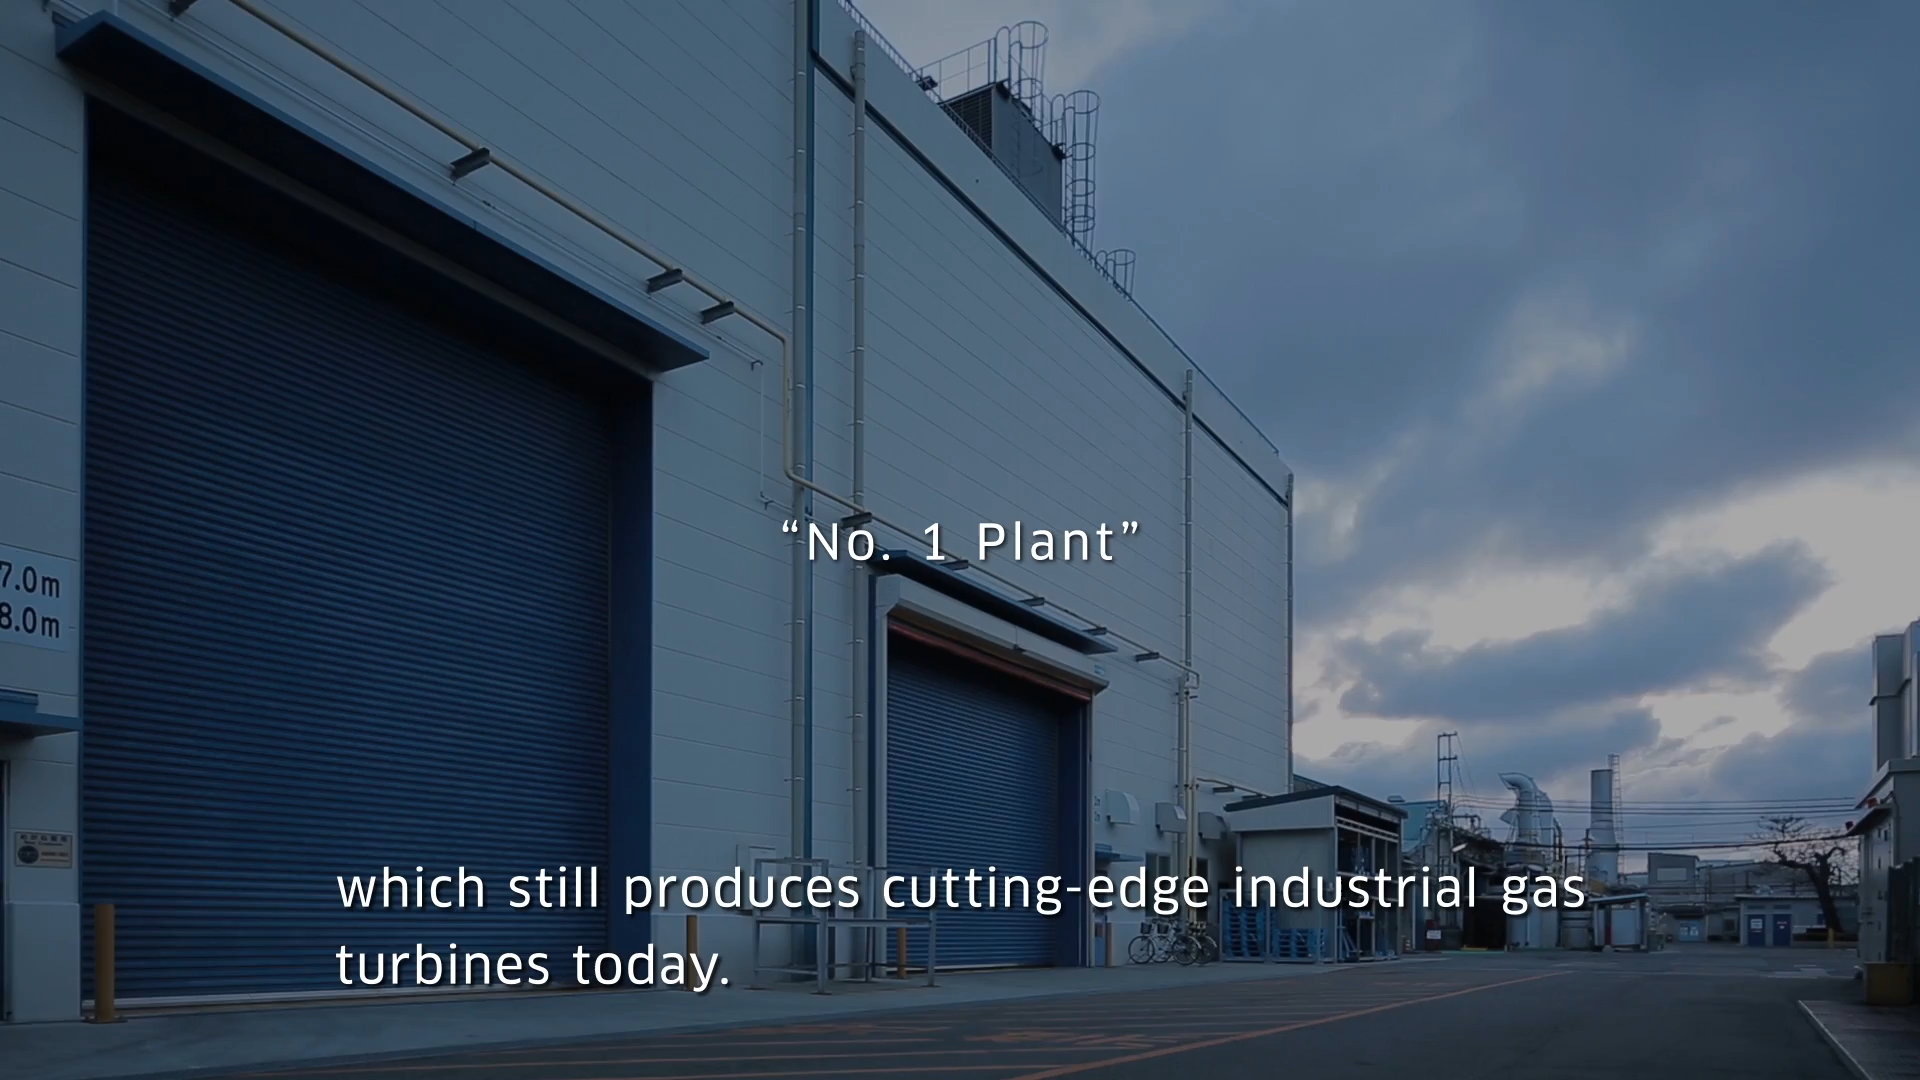 “No. 1 Plant”
7.0m
8.0m
which still produces cutting-edge industrial gas
turbines today.